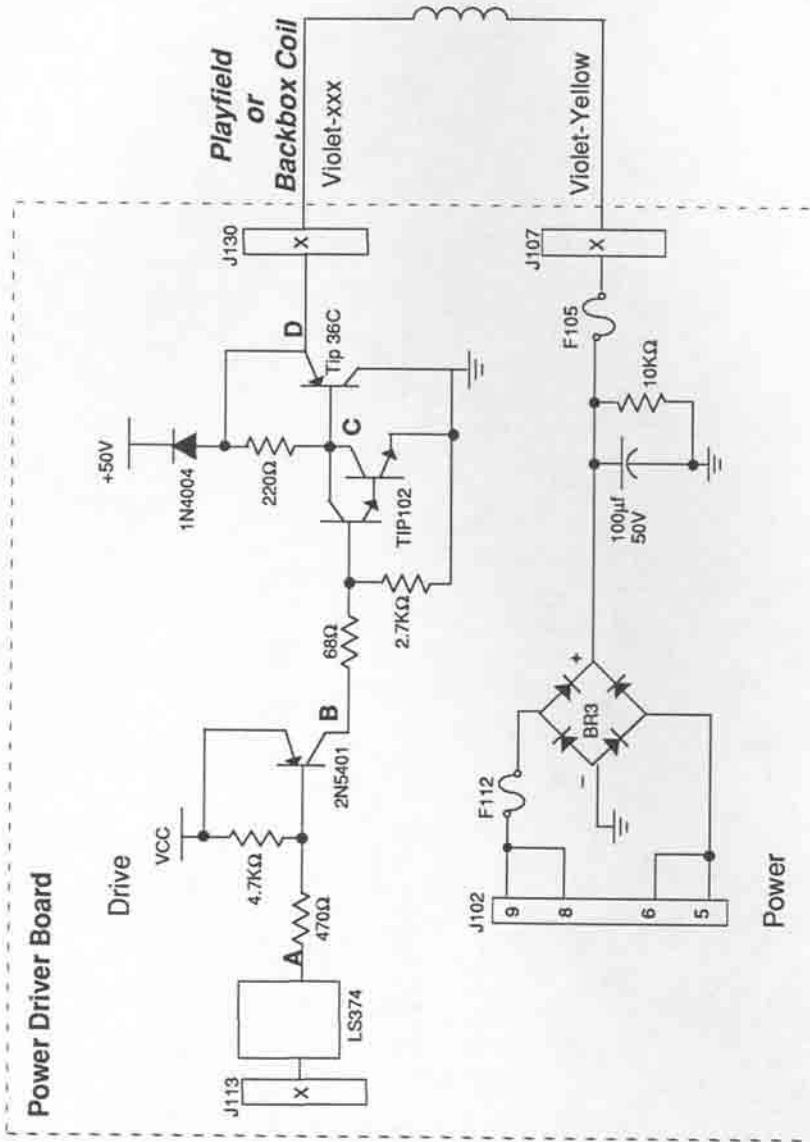 Power Driver Board
Drive
J113
X
LS374
A
470Ω
4.7KΩ
VCC
2N5401
B
68Ω
2.7KΩ
TIP102
C
220Ω
1N4004
+50V
Tip 36C
D
J130
X
Playfield
or
Backbox Coil
Violet-xxx
Violet-Yellow
J107
X
F105
10KΩ
100µf
50V
+
BR3
−
F112
J102
9
8
6
5
Power